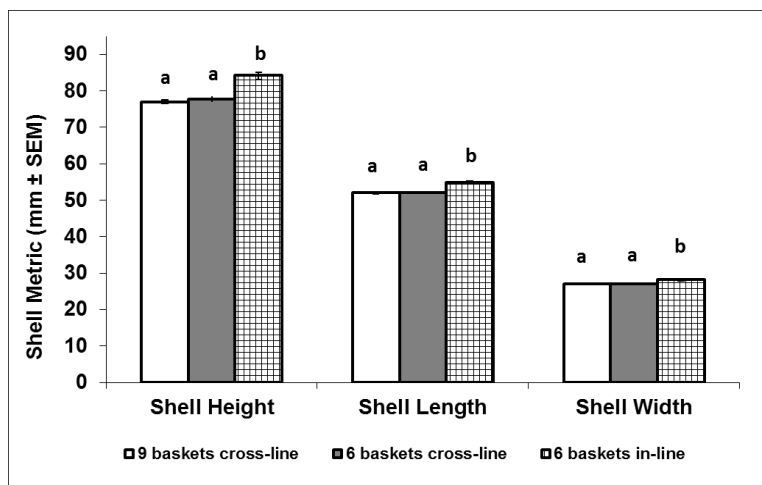 Shell Metric (mm ± SEM)
90
80
70
60
50
40
30
20
10
0
a a b
a a b
a a b
Shell Height Shell Length Shell Width
9 baskets cross-line 6 baskets cross-line 6 baskets in-line